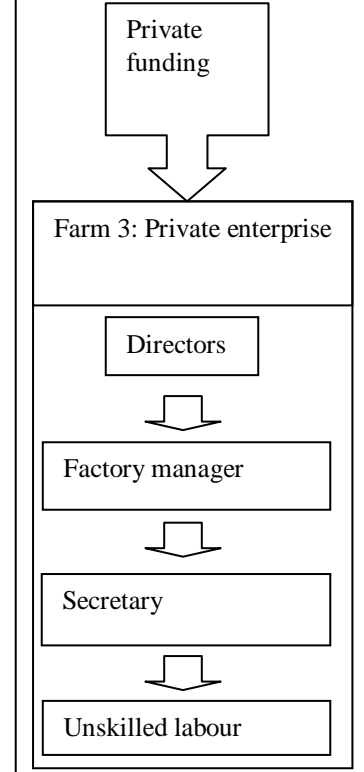 Private
funding
Farm 3: Private enterprise
Directors
Factory manager
Secretary
Unskilled labour